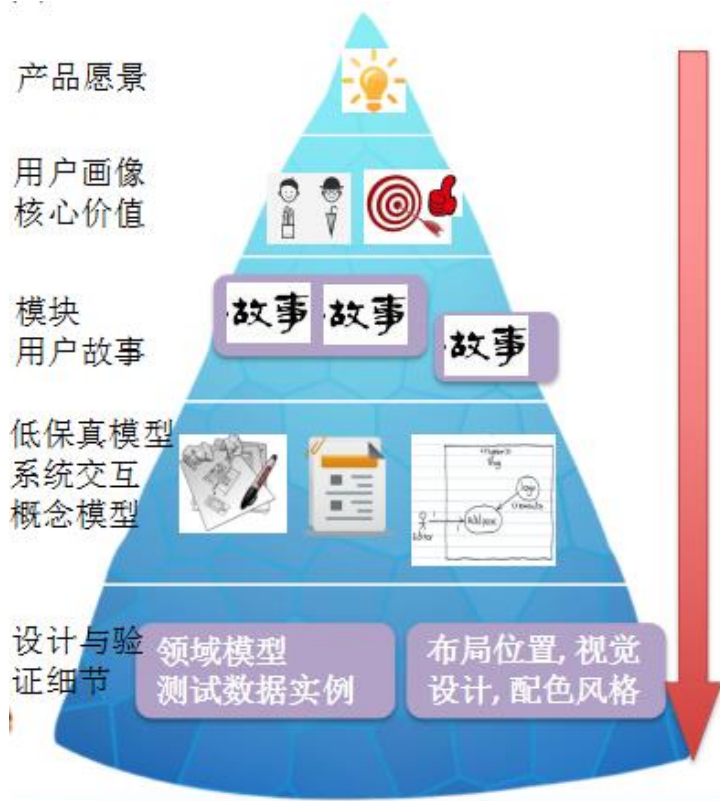 产品愿景
用户画像
核心价值
模块
用户故事
故事
故事
故事
低保真模型
系统交互
概念模型
设计与验
证细节
领域模型
测试数据实例
布局位置, 视觉
设计, 配色风格